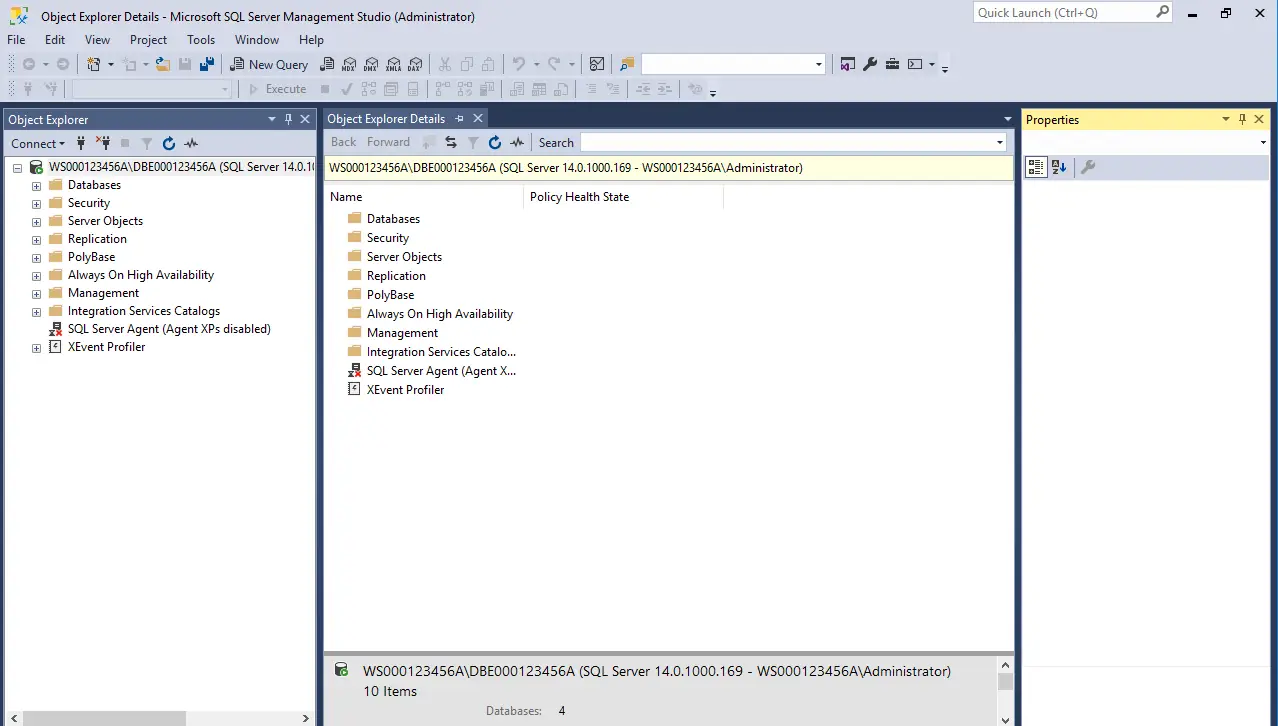 Object Explorer Details - Microsoft SQL Server Management Studio (Administrator)
Quick Launch (Ctrl+Q)
File Edit View Project Tools Window Help
New Query
Execute
Object Explorer
Connect
WS000123456A\DBE000123456A (SQL Server 14.0.10
Databases
Security
Server Objects
Replication
PolyBase
Always On High Availability
Management
Integration Services Catalogs
SQL Server Agent (Agent XPs disabled)
XEvent Profiler
Object Explorer Details
Back Forward Search
WS000123456A\DBE000123456A (SQL Server 14.0.1000.169 - WS000123456A\Administrator)
Name Policy Health State
Databases
Security
Server Objects
Replication
PolyBase
Always On High Availability
Management
Integration Services Catalo...
SQL Server Agent (Agent X...
XEvent Profiler
WS000123456A\DBE000123456A (SQL Server 14.0.1000.169 - WS000123456A\Administrator)
10 Items
Databases: 4
Properties